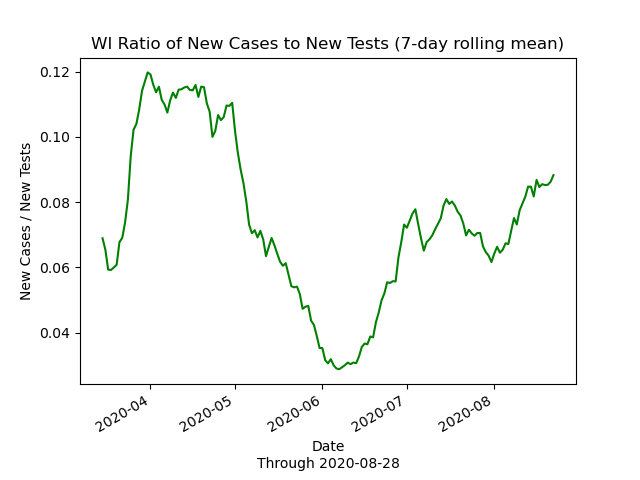 WI Ratio of New Cases to New Tests (7-day rolling mean)
0.12
0.10
0.08
0.06
0.04
New Cases / New Tests
2020-04
2020-05
2020-06
2020-07
2020-08
Date
Through 2020-08-28